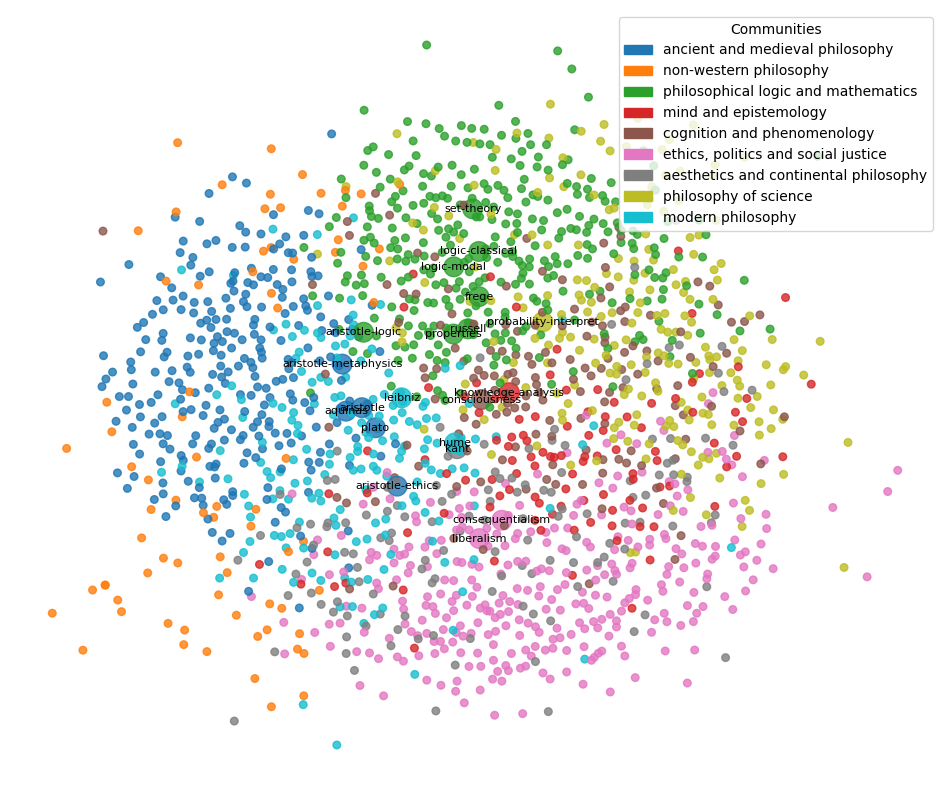 Communities
ancient and medieval philosophy
non-western philosophy
philosophical logic and mathematics
mind and epistemology
cognition and phenomenology
ethics, politics and social justice
aesthetics and continental philosophy
philosophy of science
modern philosophy
set-theory
logic-classical
logic-modal
frege
probability-interpret
russell
aristotle-logic
properties
aristotle-metaphysics
knowledge-analysis
leibniz
consciousness
aristotle
aquinas
plato
hume
kant
aristotle-ethics
consequentialism
liberalism